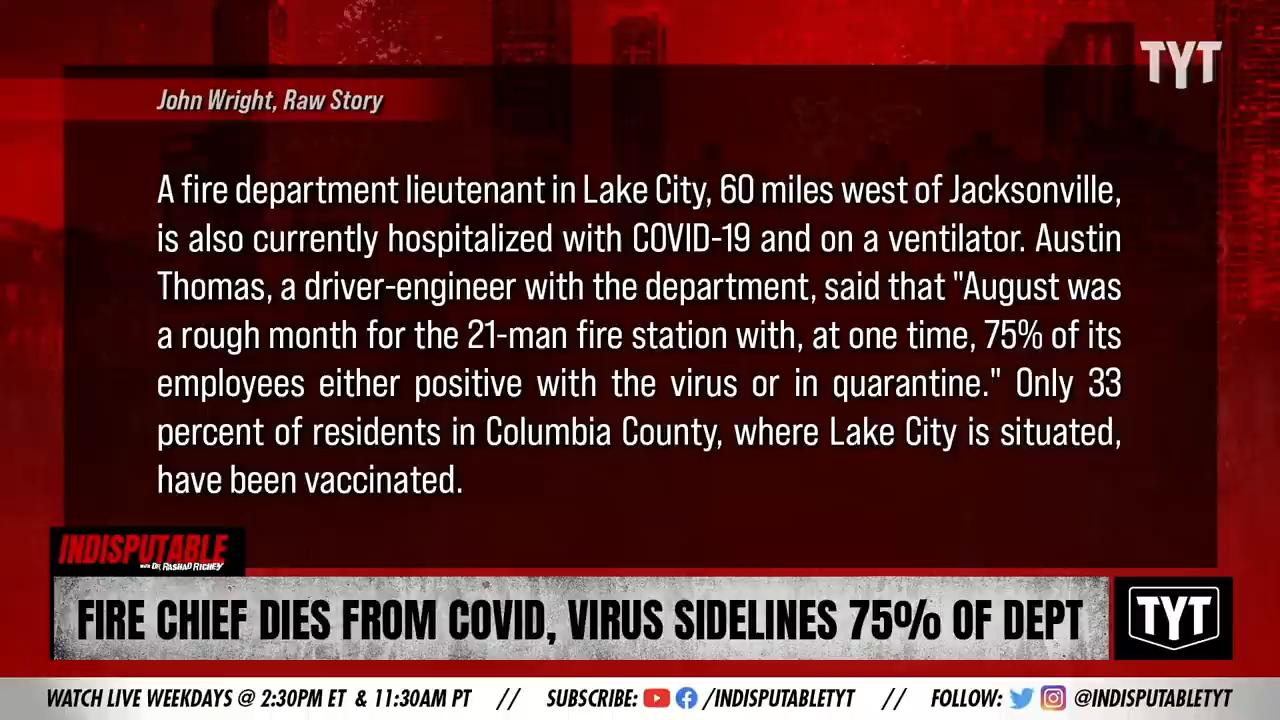 TYT
John Wright, Raw Story
A fire department lieutenant in Lake City, 60 miles west of Jacksonville,
is also currently hospitalized with COVID-19 and on a ventilator. Austin
Thomas, a driver-engineer with the department, said that "August was
a rough month for the 21-man fire station with, at one time, 75% of its
employees either positive with the virus or in quarantine." Only 33
percent of residents in Columbia County, where Lake City is situated,
have been vaccinated.
INDISPUTABLE
WITH DR. RASHAD RICHEY
FIRE CHIEF DIES FROM COVID, VIRUS SIDELINES 75% OF DEPT
TYT
WATCH LIVE WEEKDAYS @ 2:30PM ET & 11:30AM PT // SUBSCRIBE: /INDISPUTABLETYT // FOLLOW: @INDISPUTABLETYT